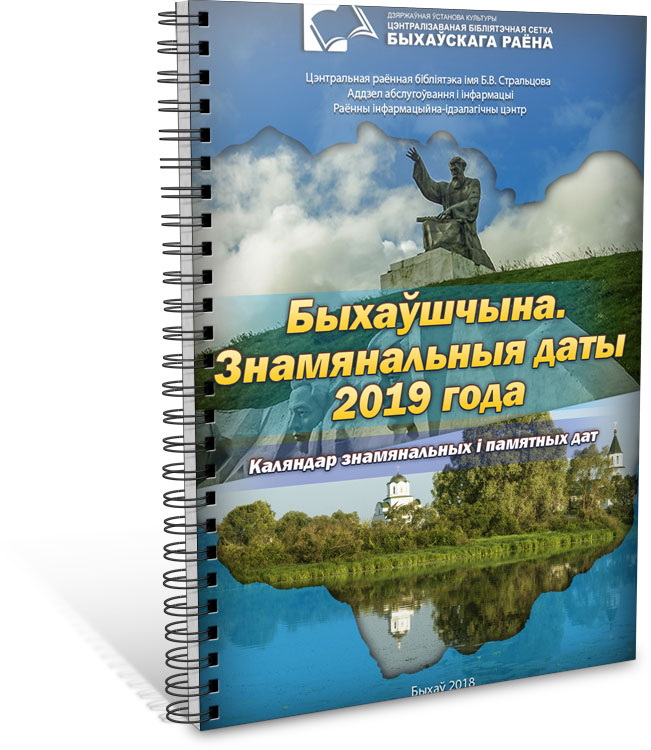 ДЗЯРЖАЎНАЯ ЎСТАНОВА КУЛЬТУРЫ
ЦЭНТРАЛІЗАВАНАЯ БІБЛІЯТЭЧНАЯ СЕТКА
БЫХАЎСКАГА РАЁНА
Цэнтральная раённая бібліятэка імя Б.В. Стральцова
Аддзел абслугоўвання і інфармацыі
Раённы інфармацыйна-ідэалагічны цэнтр
Быхаўшчына.
Знамянальныя даты
2019 года
Каляндар знамянальных і памятных дат
Быхаў 2018